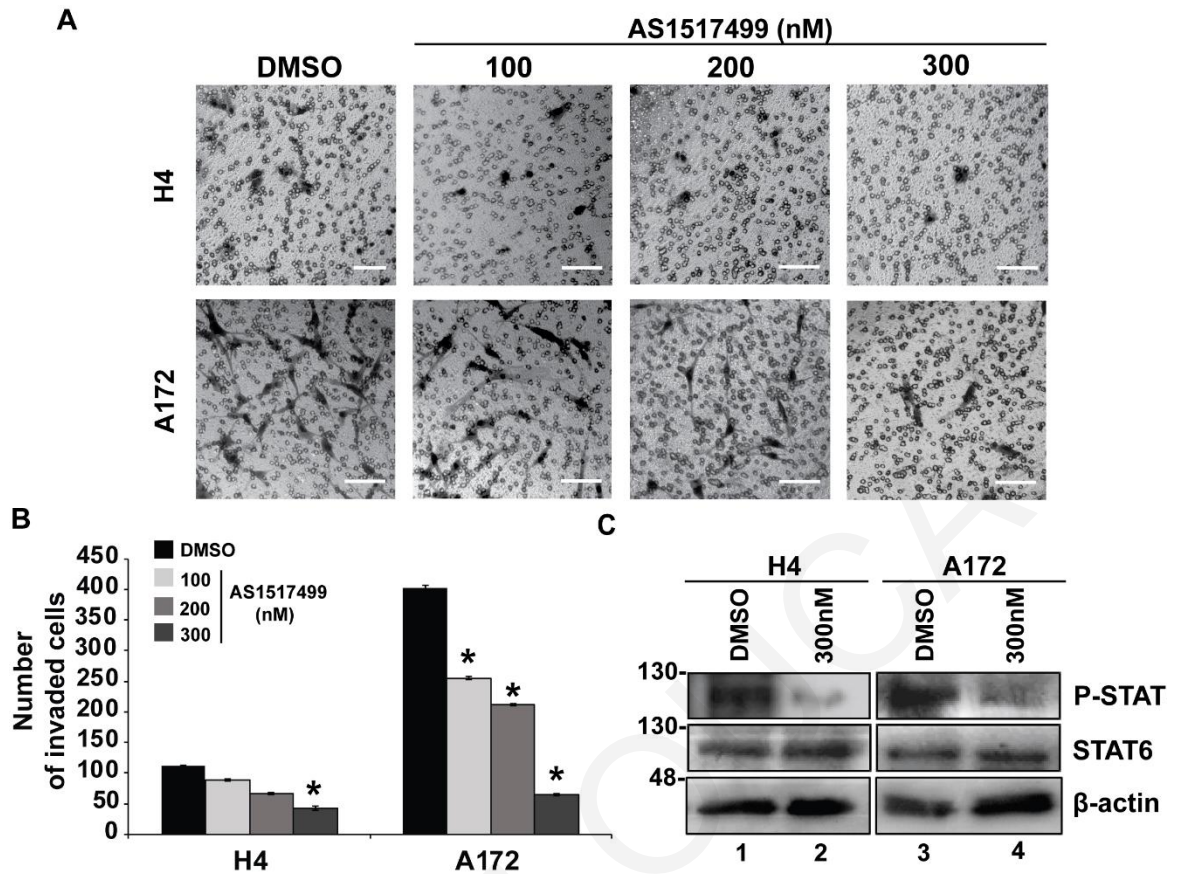 A
AS1517499 (nM)
DMSO 100 200 300
H4
A172
B
Number
of invaded cells
450
400
350
300
250
200
150
100
50
0
DMSO
100
200
300
AS1517499
(nM)
*
*
*
*
H4 A172
C
H4 A172
DMSO 300nM DMSO 300nM
130-
P-STAT
130-
STAT6
48-
β-actin
1 2 3 4